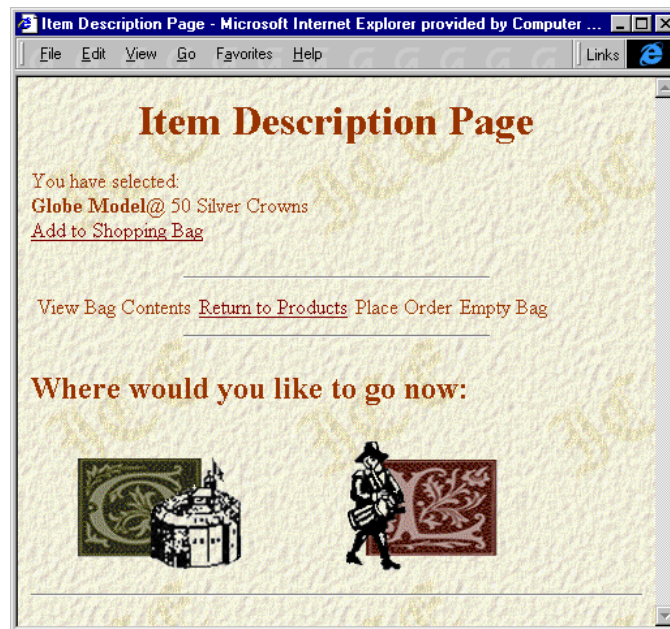 Item Description Page - Microsoft Internet Explorer provided by Computer ...
File Edit View Go Favorites Help Links
Item Description Page
You have selected:
Globe Model@ 50 Silver Crowns
Add to Shopping Bag
View Bag Contents Return to Products Place Order Empty Bag
Where would you like to go now:
G L